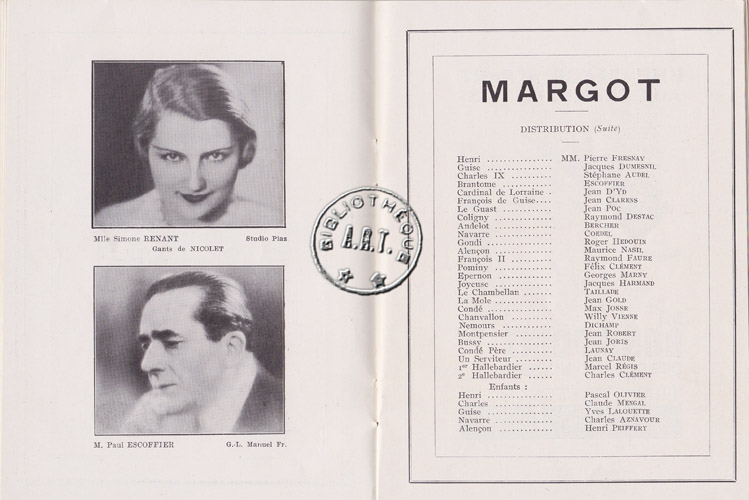 Mlle Simone RENANT Studio Piaz
Gants de NICOLET
M. Paul ESCOFFIER G.-L. Manuel Fr.
BIBLIOTHÈQUE
A.R.T.
MARGOT
DISTRIBUTION (Suite)
Henri ................ MM. Pierre FRESNAY
Guise ................ Jacques DUMESNIL
Charles IX .......... Stéphane AUDEL
Brantome ............ ESCOFFIER
Cardinal de Lorraine . Jean D'YD
François de Guise.... Jean CLARENS
Le Guast ............ Jean POC
Coligny .............. Raymond DESTAC
Andelot .............. BERCHER
Navarre .............. COEDEL
Gondi ................ Roger HEDOUIN
Alençon .............. Maurice NASIL
François II .......... Raymond FAURE
Pominy .............. Félix CLÉMENT
Epernon .............. Georges MARNY
Joyeuse .............. Jacques HARMAND
Le Chambellan ....... TAILLADE
La Mole .............. Jean GOLD
Condé ................ Max JOSSE
Chanvallon .......... Willy VIENNE
Nemours ............ DICHAMP
Montpensier ......... Jean ROBERT
Bussy ................ Jean JORIS
Condé Père .......... LAUNAY
Un Serviteur ......... Jean CLAUDE
1er Hallebardier ...... Marcel RÉGIS
2e Hallebardier ...... Charles CLÉMENT
Enfants :
Henri ................ Pascal OLIVIER
Charles .............. Claude MENGAL
Guise ................ Yves LALOUETTE
Navarre .............. Charles AZNAVOUR
Alençon .............. Henri PEIFFERT